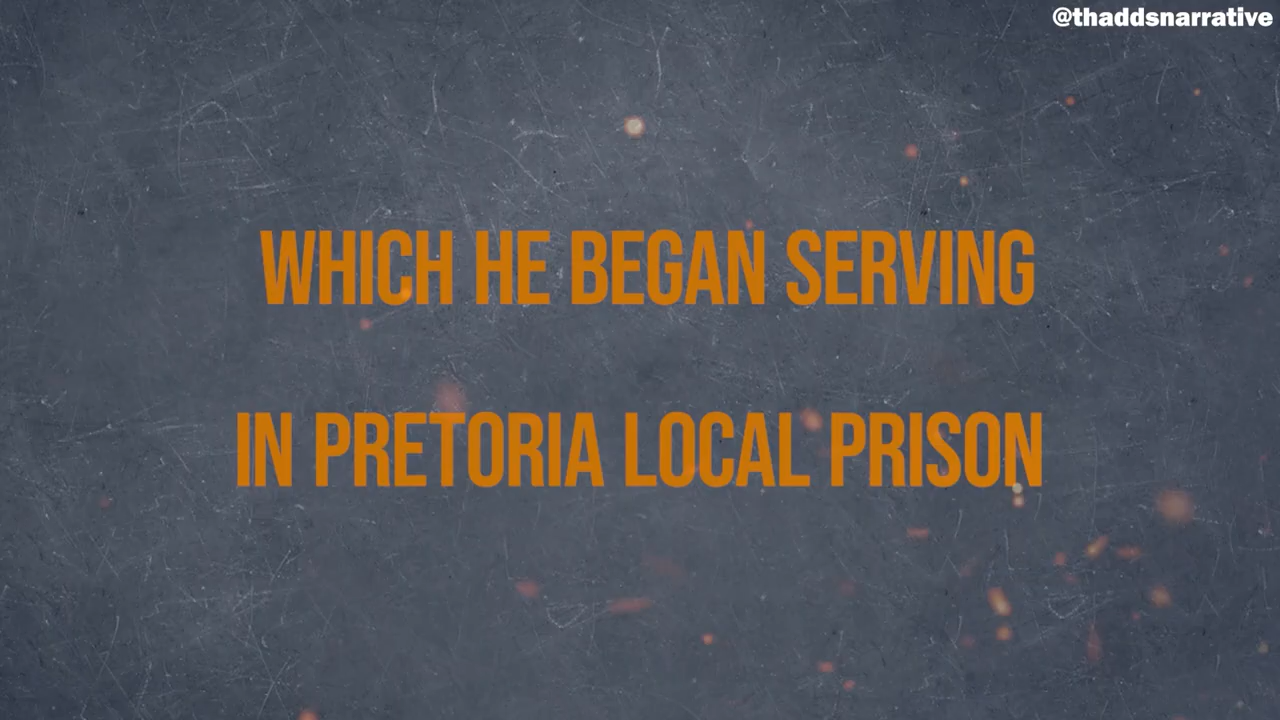 @thaddsnarrative
WHICH HE BEGAN SERVING
IN PRETORIA LOCAL PRISON